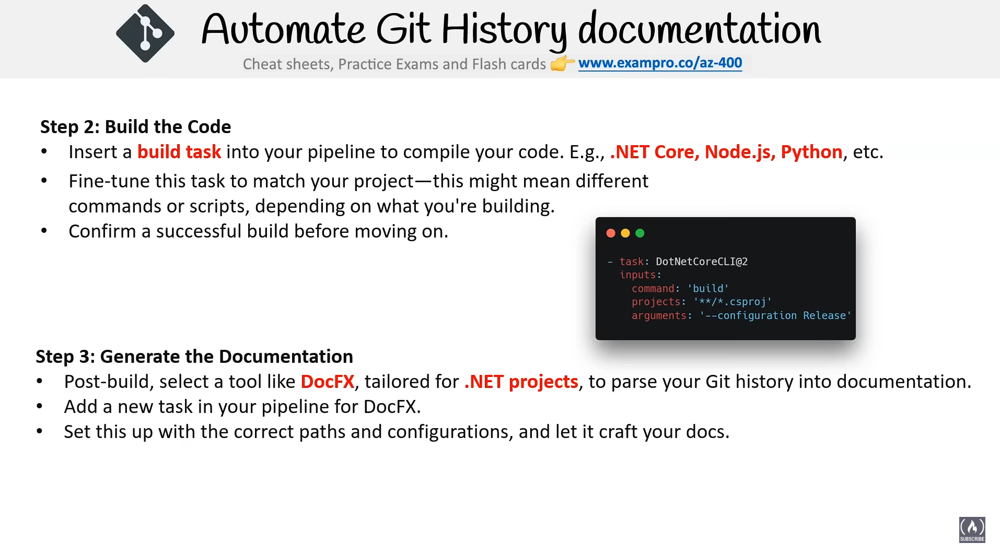 Automate Git History documentation
Cheat sheets, Practice Exams and Flash cards 👉 www.exampro.co/az-400
Step 2: Build the Code
• Insert a build task into your pipeline to compile your code. E.g., .NET Core, Node.js, Python, etc.
• Fine-tune this task to match your project—this might mean different
commands or scripts, depending on what you're building.
• Confirm a successful build before moving on.
- task: DotNetCoreCLI@2
  inputs:
    command: 'build'
    projects: '**/*.csproj'
    arguments: '--configuration Release'
Step 3: Generate the Documentation
• Post-build, select a tool like DocFX, tailored for .NET projects, to parse your Git history into documentation.
• Add a new task in your pipeline for DocFX.
• Set this up with the correct paths and configurations, and let it craft your docs.
SUBSCRIBE